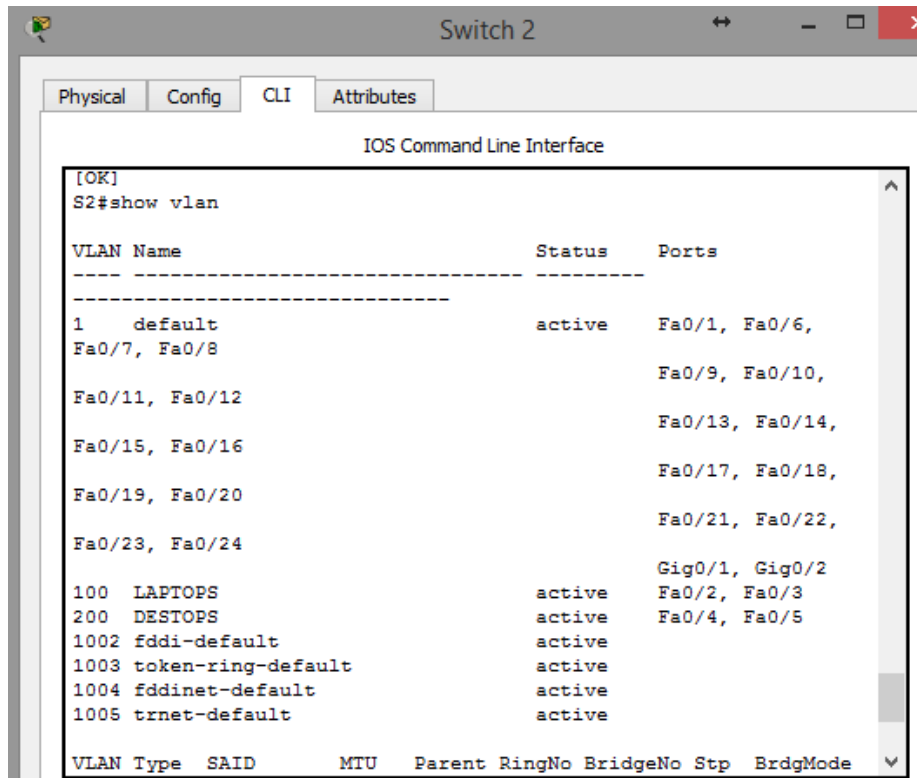 Switch 2
Physical Config CLI Attributes
IOS Command Line Interface
[OK]
S2#show vlan
VLAN Name Status Ports
---- -------------------------------- ---------
-------------------------------
1 default active Fa0/1, Fa0/6,
Fa0/7, Fa0/8
Fa0/9, Fa0/10,
Fa0/11, Fa0/12
Fa0/13, Fa0/14,
Fa0/15, Fa0/16
Fa0/17, Fa0/18,
Fa0/19, Fa0/20
Fa0/21, Fa0/22,
Fa0/23, Fa0/24
Gig0/1, Gig0/2
100 LAPTOPS active Fa0/2, Fa0/3
200 DESTOPS active Fa0/4, Fa0/5
1002 fddi-default active
1003 token-ring-default active
1004 fddinet-default active
1005 trnet-default active
VLAN Type SAID MTU Parent RingNo BridgeNo Stp BrdgMode